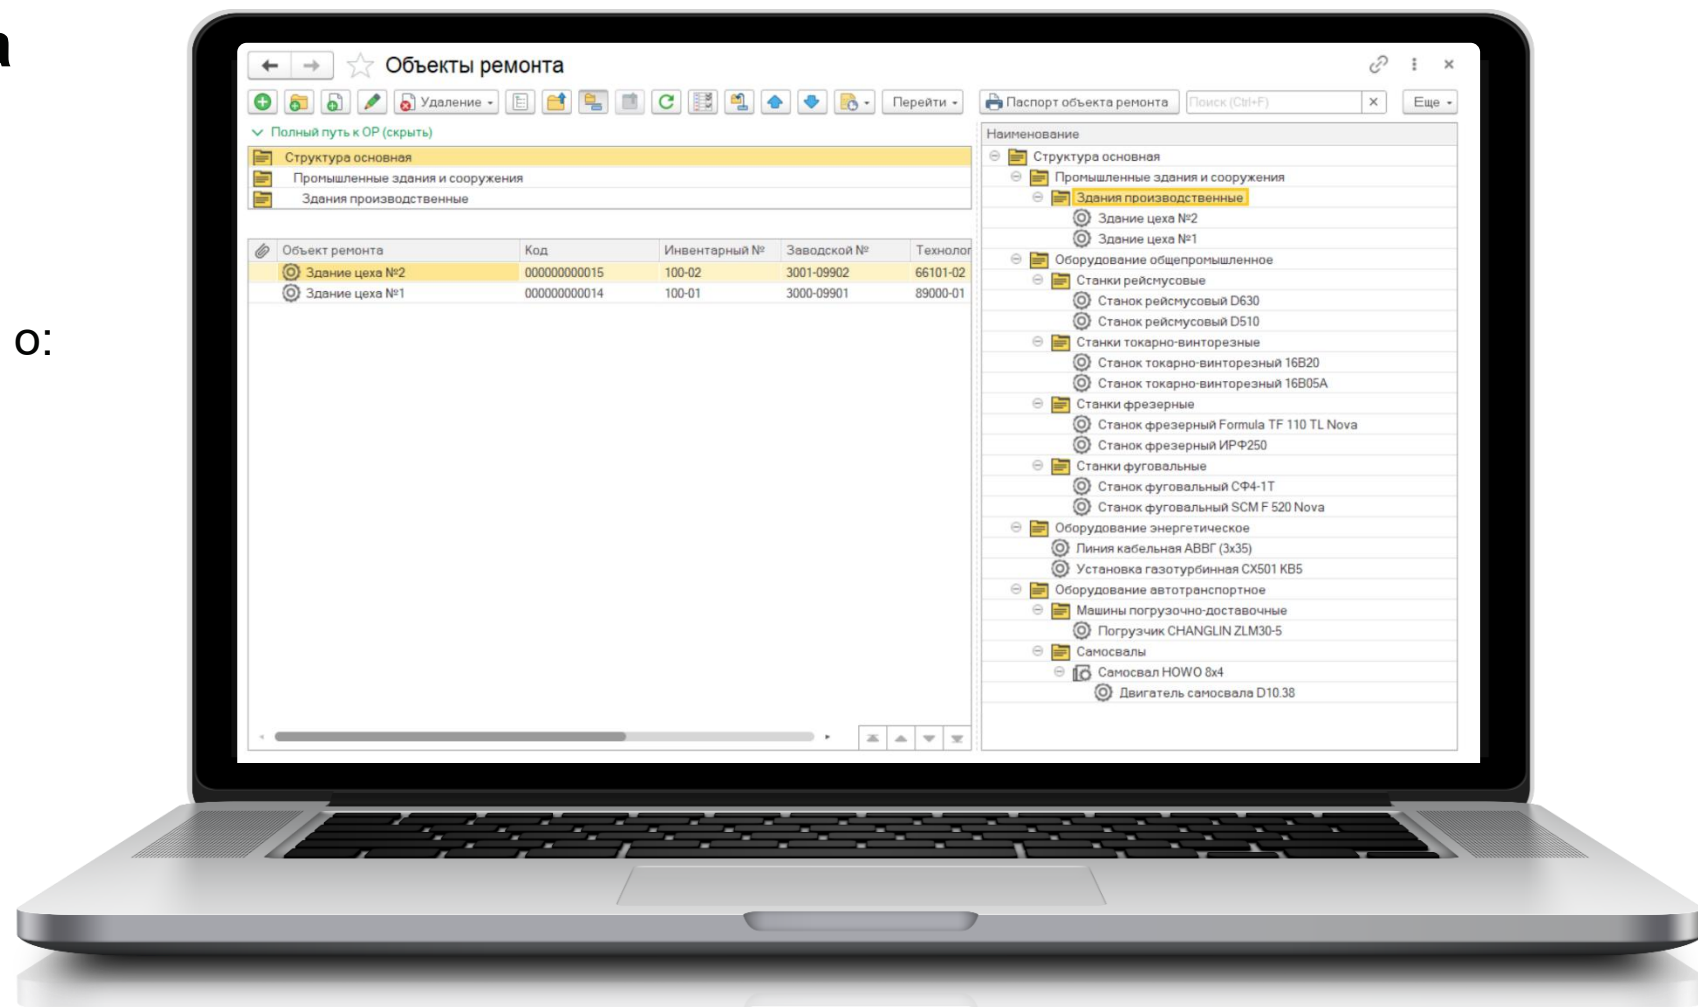 а
о:
Объекты ремонта
Удаление
Перейти
Паспорт объекта ремонта
Поиск (Ctrl+F)
Еще
Полный путь к ОР (скрыть)
Структура основная
Промышленные здания и сооружения
Здания производственные
Объект ремонта Код Инвентарный № Заводской № Технолог
Здание цеха №2 000000000015 100-02 3001-09902 66101-02
Здание цеха №1 000000000014 100-01 3000-09901 89000-01
Наименование
Структура основная
Промышленные здания и сооружения
Здания производственные
Здание цеха №2
Здание цеха №1
Оборудование общепромышленное
Станки рейсмусовые
Станок рейсмусовый D630
Станок рейсмусовый D510
Станки токарно-винторезные
Станок токарно-винторезный 16В20
Станок токарно-винторезный 16В05А
Станки фрезерные
Станок фрезерный Formula TF 110 TL Nova
Станок фрезерный ИРФ250
Станки фуговальные
Станок фуговальный СФ4-1Т
Станок фуговальный SCM F 520 Nova
Оборудование энергетическое
Линия кабельная АВВГ (3х35)
Установка газотурбинная СХ501 КВ5
Оборудование автотранспортное
Машины погрузочно-доставочные
Погрузчик CHANGLIN ZLM30-5
Самосвалы
Самосвал HOWO 8x4
Двигатель самосвала D10.38